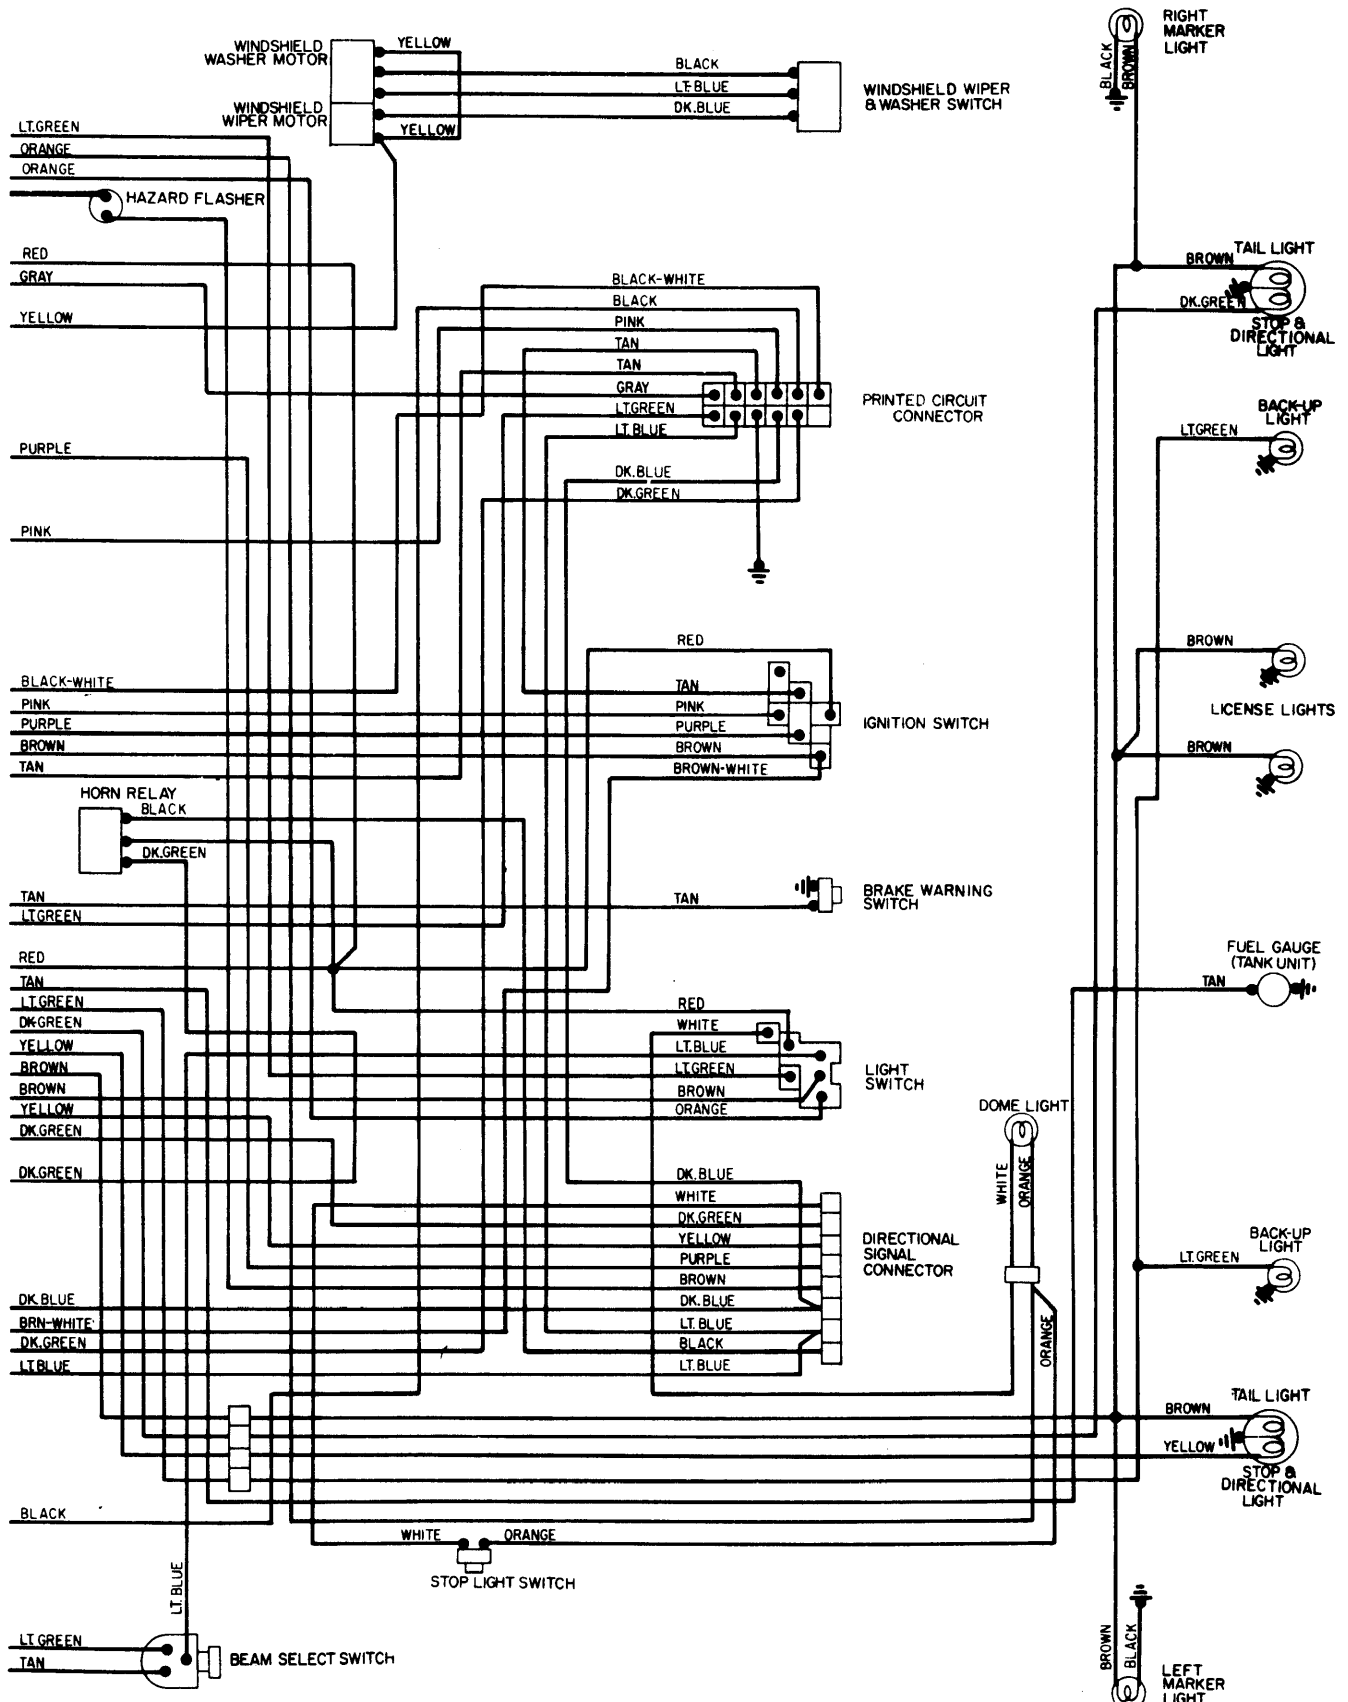 RIGHT
MARKER
LIGHT
BLACK
BROWN
WINDSHIELD
WASHER MOTOR
YELLOW
BLACK
LT.BLUE
DK.BLUE
WINDSHIELD WIPER
& WASHER SWITCH
WINDSHIELD
WIPER MOTOR
YELLOW
LT.GREEN
ORANGE
ORANGE
HAZARD FLASHER
RED
GRAY
YELLOW
BLACK-WHITE
BLACK
PINK
TAN
TAN
GRAY
LT.GREEN
LT.BLUE
PRINTED CIRCUIT
CONNECTOR
BROWN
TAIL LIGHT
DK.GREEN
STOP &
DIRECTIONAL
LIGHT
BACK-UP
LIGHT
LT.GREEN
PURPLE
DK.BLUE
DK.GREEN
PINK
RED
TAN
PINK
PURPLE
BROWN
BROWN-WHITE
IGNITION SWITCH
BROWN
LICENSE LIGHTS
BROWN
BLACK-WHITE
PINK
PURPLE
BROWN
TAN
HORN RELAY
BLACK
DK.GREEN
TAN
LT.GREEN
TAN
BRAKE WARNING
SWITCH
FUEL GAUGE
(TANK UNIT)
TAN
RED
TAN
LT.GREEN
DK.GREEN
YELLOW
BROWN
BROWN
YELLOW
DK.GREEN
DK.GREEN
RED
WHITE
LT.BLUE
LT.GREEN
BROWN
ORANGE
LIGHT
SWITCH
DOME LIGHT
WHITE
ORANGE
DK.BLUE
WHITE
DK.GREEN
YELLOW
PURPLE
BROWN
DK.BLUE
LT.BLUE
BLACK
LT.BLUE
DIRECTIONAL
SIGNAL
CONNECTOR
BACK-UP
LIGHT
LT.GREEN
ORANGE
DK.BLUE
BRN-WHITE
DK.GREEN
LT.BLUE
TAIL LIGHT
BROWN
YELLOW
STOP &
DIRECTIONAL
LIGHT
BLACK
WHITE
ORANGE
STOP LIGHT SWITCH
LT.BLUE
LT.GREEN
TAN
BEAM SELECT SWITCH
BROWN
BLACK
LEFT
MARKER
LIGHT